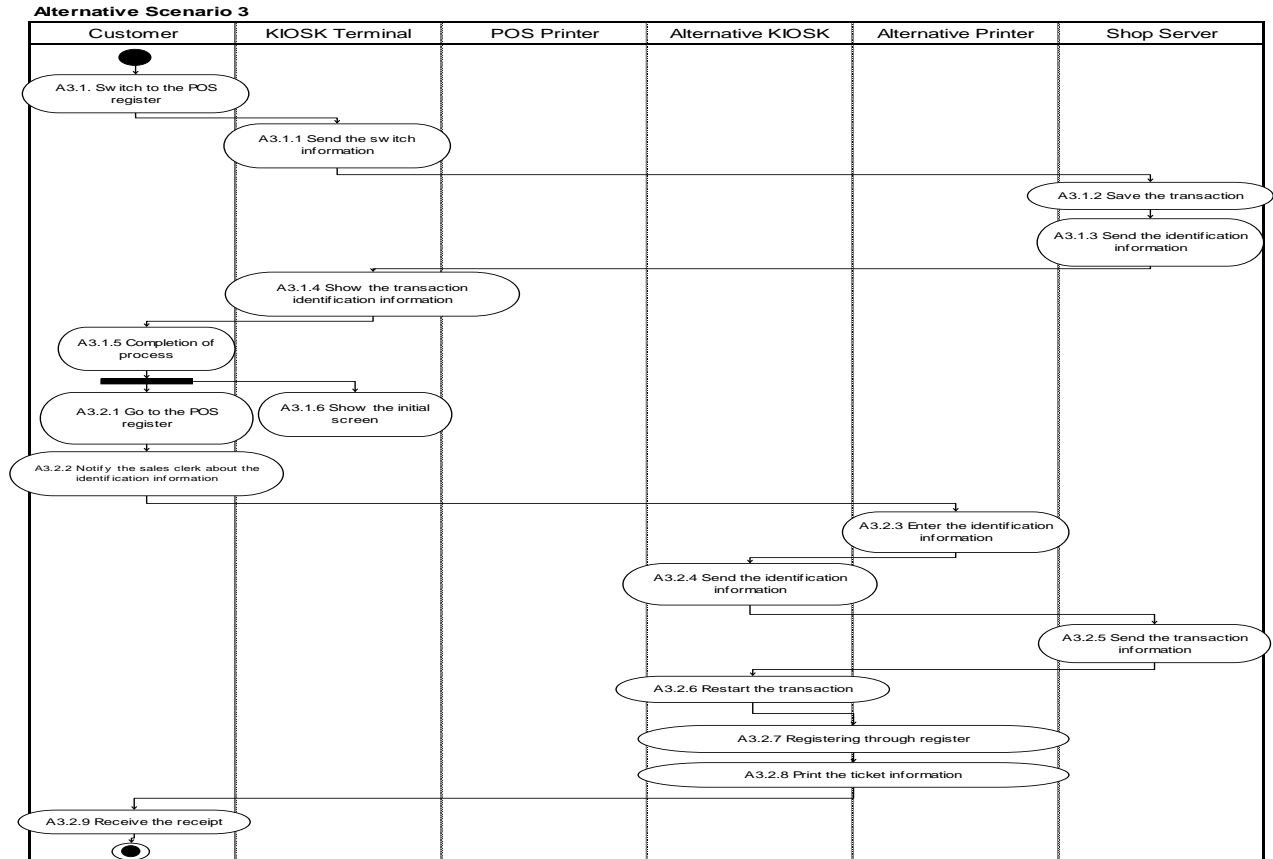 Alternative Scenario 3
Customer KIOSK Terminal POS Printer Alternative KIOSK Alternative Printer Shop Server
A3.1. Switch to the POS
register
A3.1.1 Send the switch
information
A3.1.2 Save the transaction
A3.1.3 Send the identification
information
A3.1.4 Show the transaction
identification information
A3.1.5 Completion of
process
A3.2.1 Go to the POS
register
A3.1.6 Show the initial
screen
A3.2.2 Notify the sales clerk about the
identification information
A3.2.3 Enter the identification
information
A3.2.4 Send the identification
information
A3.2.5 Send the transaction
information
A3.2.6 Restart the transaction
A3.2.7 Registering through register
A3.2.8 Print the ticket information
A3.2.9 Receive the receipt